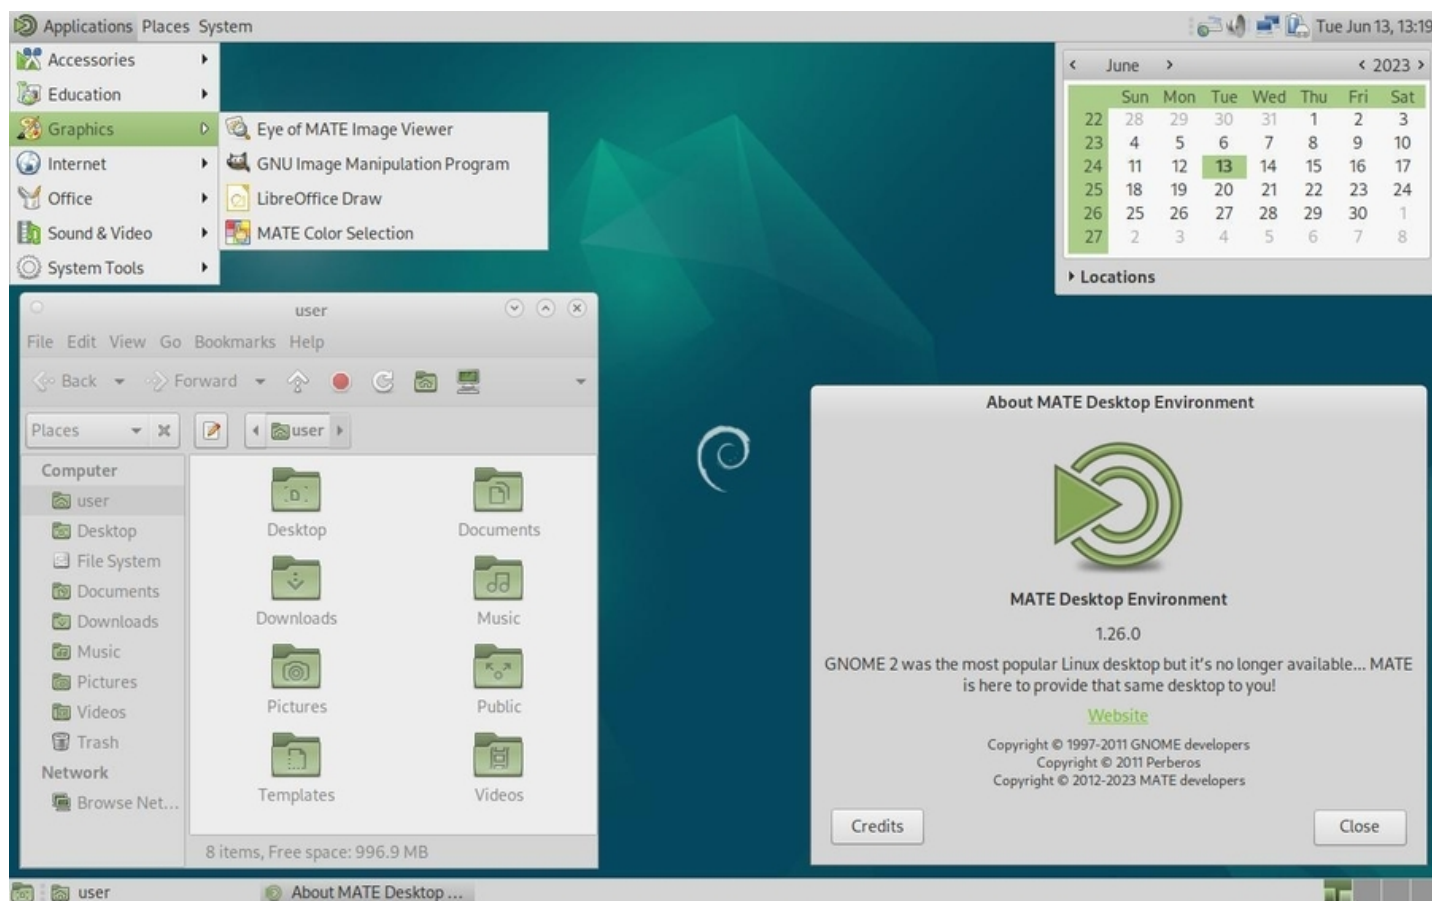 Applications Places System
Tue Jun 13, 13:19
Accessories
Education
Graphics
Internet
Office
Sound & Video
System Tools
Eye of MATE Image Viewer
GNU Image Manipulation Program
LibreOffice Draw
MATE Color Selection
June 2023
Sun Mon Tue Wed Thu Fri Sat
22 28 29 30 31 1 2 3
23 4 5 6 7 8 9 10
24 11 12 13 14 15 16 17
25 18 19 20 21 22 23 24
26 25 26 27 28 29 30 1
27 2 3 4 5 6 7 8
Locations
user
File Edit View Go Bookmarks Help
Back Forward
Places user
Computer
user
Desktop
File System
Documents
Downloads
Music
Pictures
Videos
Trash
Network
Browse Net...
Desktop Documents
Downloads Music
Pictures Public
Templates Videos
8 items, Free space: 996.9 MB
About MATE Desktop Environment
MATE Desktop Environment
1.26.0
GNOME 2 was the most popular Linux desktop but it's no longer available... MATE
is here to provide that same desktop to you!
Website
Copyright © 1997-2011 GNOME developers
Copyright © 2011 Perberos
Copyright © 2012-2023 MATE developers
Credits Close
user About MATE Desktop ...